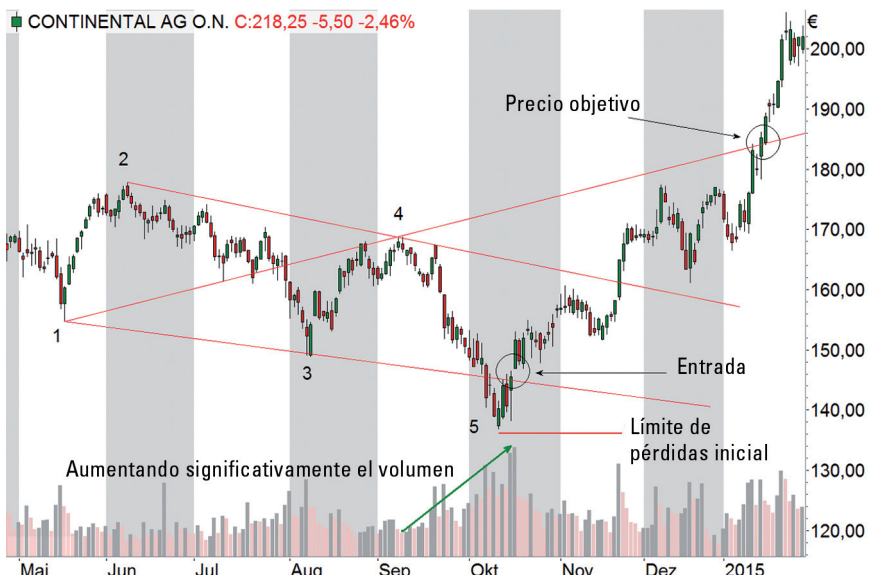 CONTINENTAL AG O.N. C:218,25 -5,50 -2,46%
€
200,00
Precio objetivo
190,00
2
180,00
4
170,00
160,00
1
3
150,00
Entrada
140,00
5
Límite de
pérdidas inicial
Aumentando significativamente el volumen
130,00
120,00
Mai Jun Jul Aug Sep Okt Nov Dez 2015